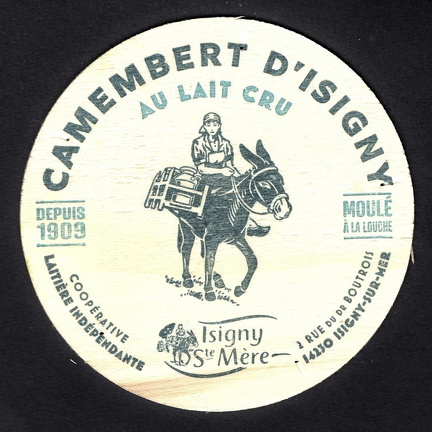 CAMEMBERT D'ISIGNY
AU LAIT CRU
DEPUIS
1909
MOULÉ
À LA LOUCHE
COOPÉRATIVE
LAITIÈRE INDÉPENDANTE
Isigny
Ste Mère
2 RUE DU DR BOUTROIS
14230 ISIGNY-SUR-MER